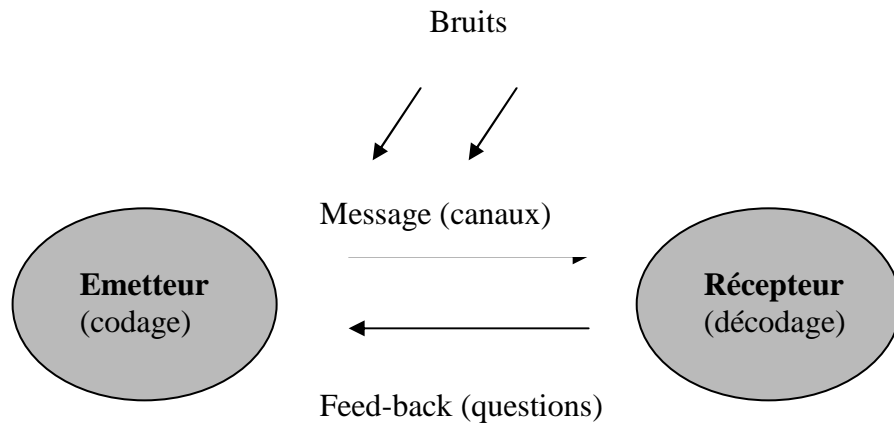 Bruits
Message (canaux)
Emetteur
(codage)
Récepteur
(décodage)
Feed-back (questions)